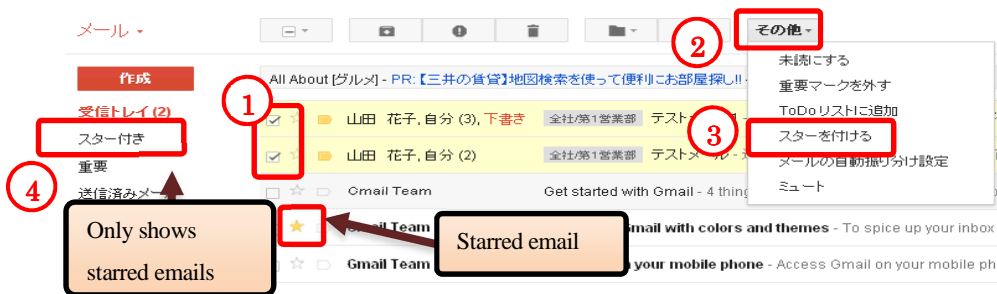 メール
その他
②
作成
All About [グルメ] - PR: 【三井の賃貸】地図検索を使って便利にお部屋探し!! -
未読にする
重要マークを外す
ToDoリストに追加
スターを付ける
メールの自動振り分け設定
ミュート
①
③
受信トレイ (2)
山田 花子, 自分 (3), 下書き 全社/第1営業部 テスト
スター付き
重要
山田 花子, 自分 (2) 全社/第1営業部 テストメール
④
送信済みメ
Gmail Team Get started with Gmail - 4 thing
Only shows
starred emails
Starred email
Gmail Team mail with colors and themes - To spice up your inbox
Gmail Team your mobile phone - Access Gmail on your mobile ph